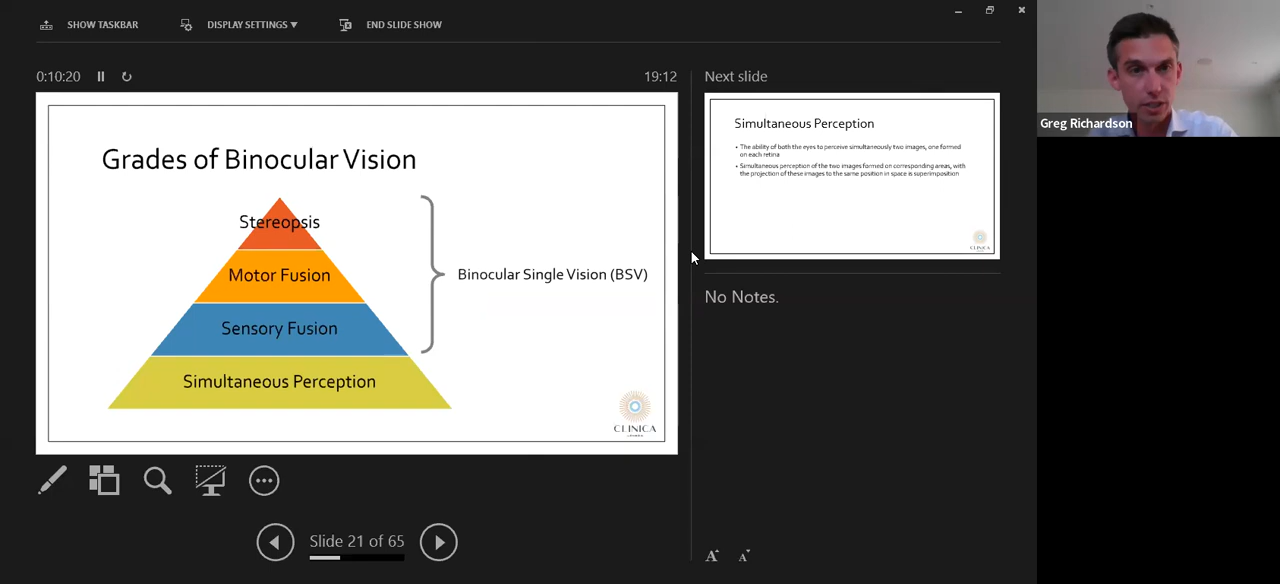 SHOW TASKBAR
DISPLAY SETTINGS ▼
END SLIDE SHOW
0:10:20
19:12
Next slide
Grades of Binocular Vision
Stereopsis
Motor Fusion
Sensory Fusion
Simultaneous Perception
Binocular Single Vision (BSV)
CLINICA
LONDON
Simultaneous Perception
• The ability of both the eyes to perceive simultaneously two images, one formed
on each retina
• Simultaneous perception of the two images formed on corresponding areas, with
the projection of these images to the same position in space is superimposition
CLINICA
No Notes.
Slide 21 of 65
A
A
Greg Richardson